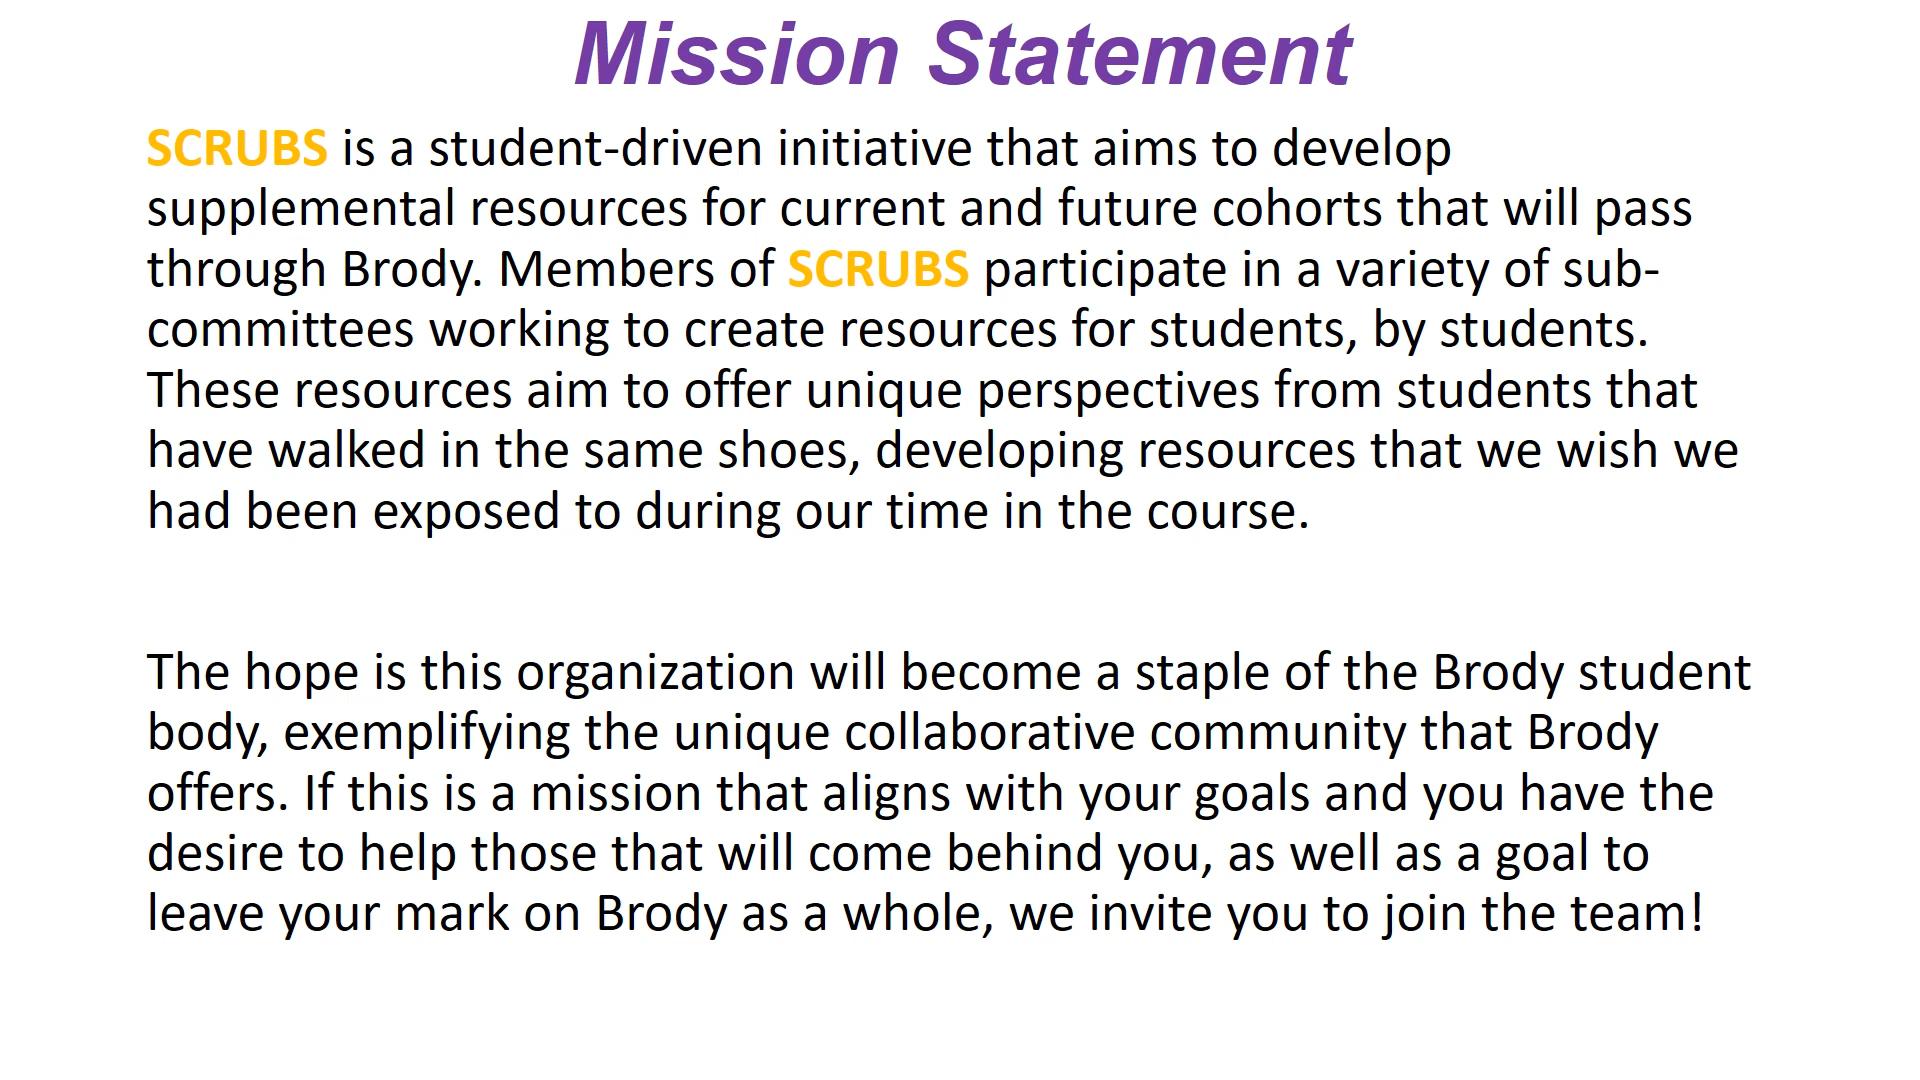 Mission Statement
SCRUBS is a student-driven initiative that aims to develop
supplemental resources for current and future cohorts that will pass
through Brody. Members of SCRUBS participate in a variety of sub-
committees working to create resources for students, by students.
These resources aim to offer unique perspectives from students that
have walked in the same shoes, developing resources that we wish we
had been exposed to during our time in the course.
The hope is this organization will become a staple of the Brody student
body, exemplifying the unique collaborative community that Brody
offers. If this is a mission that aligns with your goals and you have the
desire to help those that will come behind you, as well as a goal to
leave your mark on Brody as a whole, we invite you to join the team!